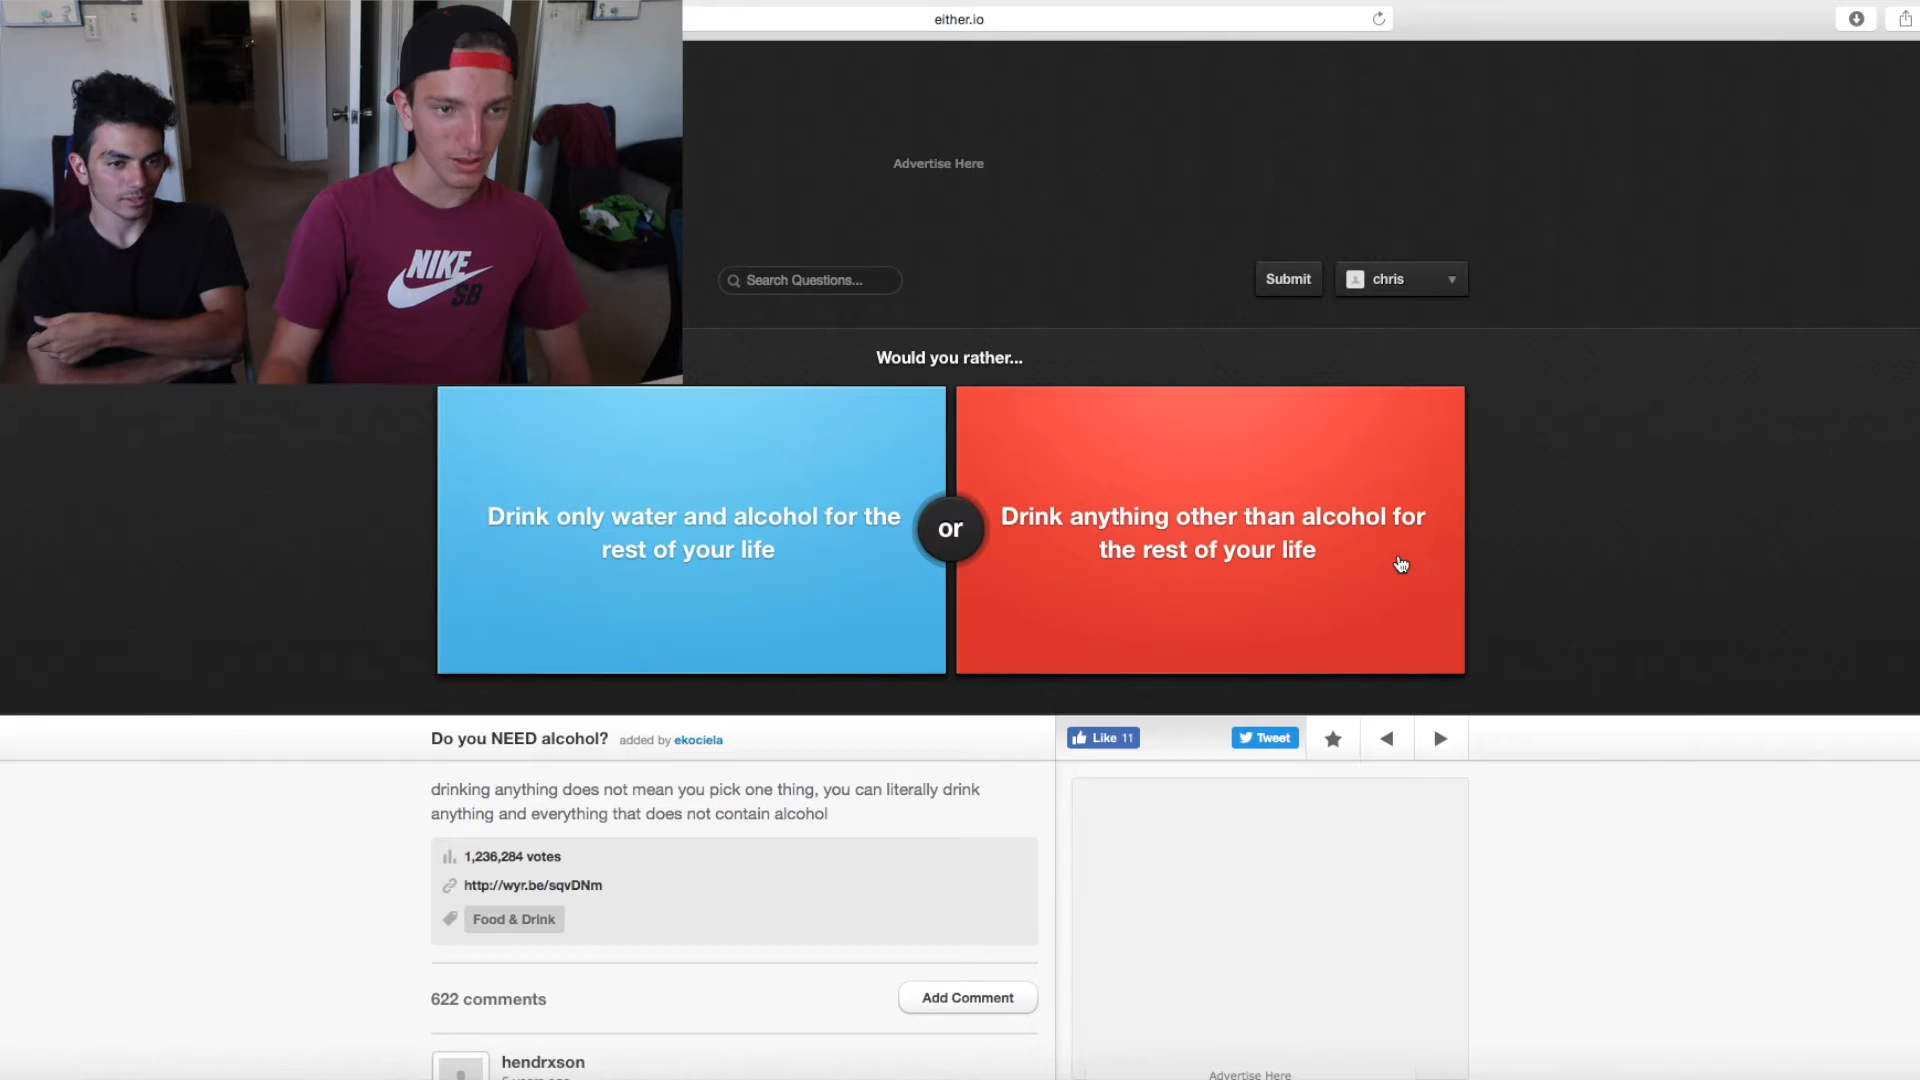 either.io
Advertise Here
NIKE
SB
Search Questions...
Submit
chris
Would you rather...
Drink only water and alcohol for the
rest of your life
or
Drink anything other than alcohol for
the rest of your life
Do you NEED alcohol? added by ekociela
Like 11
Tweet
drinking anything does not mean you pick one thing, you can literally drink
anything and everything that does not contain alcohol
1,236,284 votes
http://wyr.be/sqvDNm
Food & Drink
622 comments
Add Comment
hendrxson
5 years ago
Advertise Here